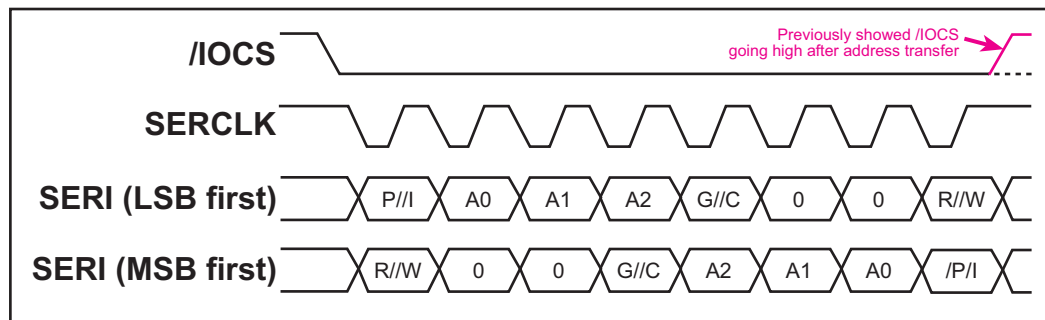 Previously showed /IOCS
going high after address transfer
/IOCS
SERCLK
SERI (LSB first) P//I A0 A1 A2 G//C 0 0 R//W
SERI (MSB first) R//W 0 0 G//C A2 A1 A0 /P/I